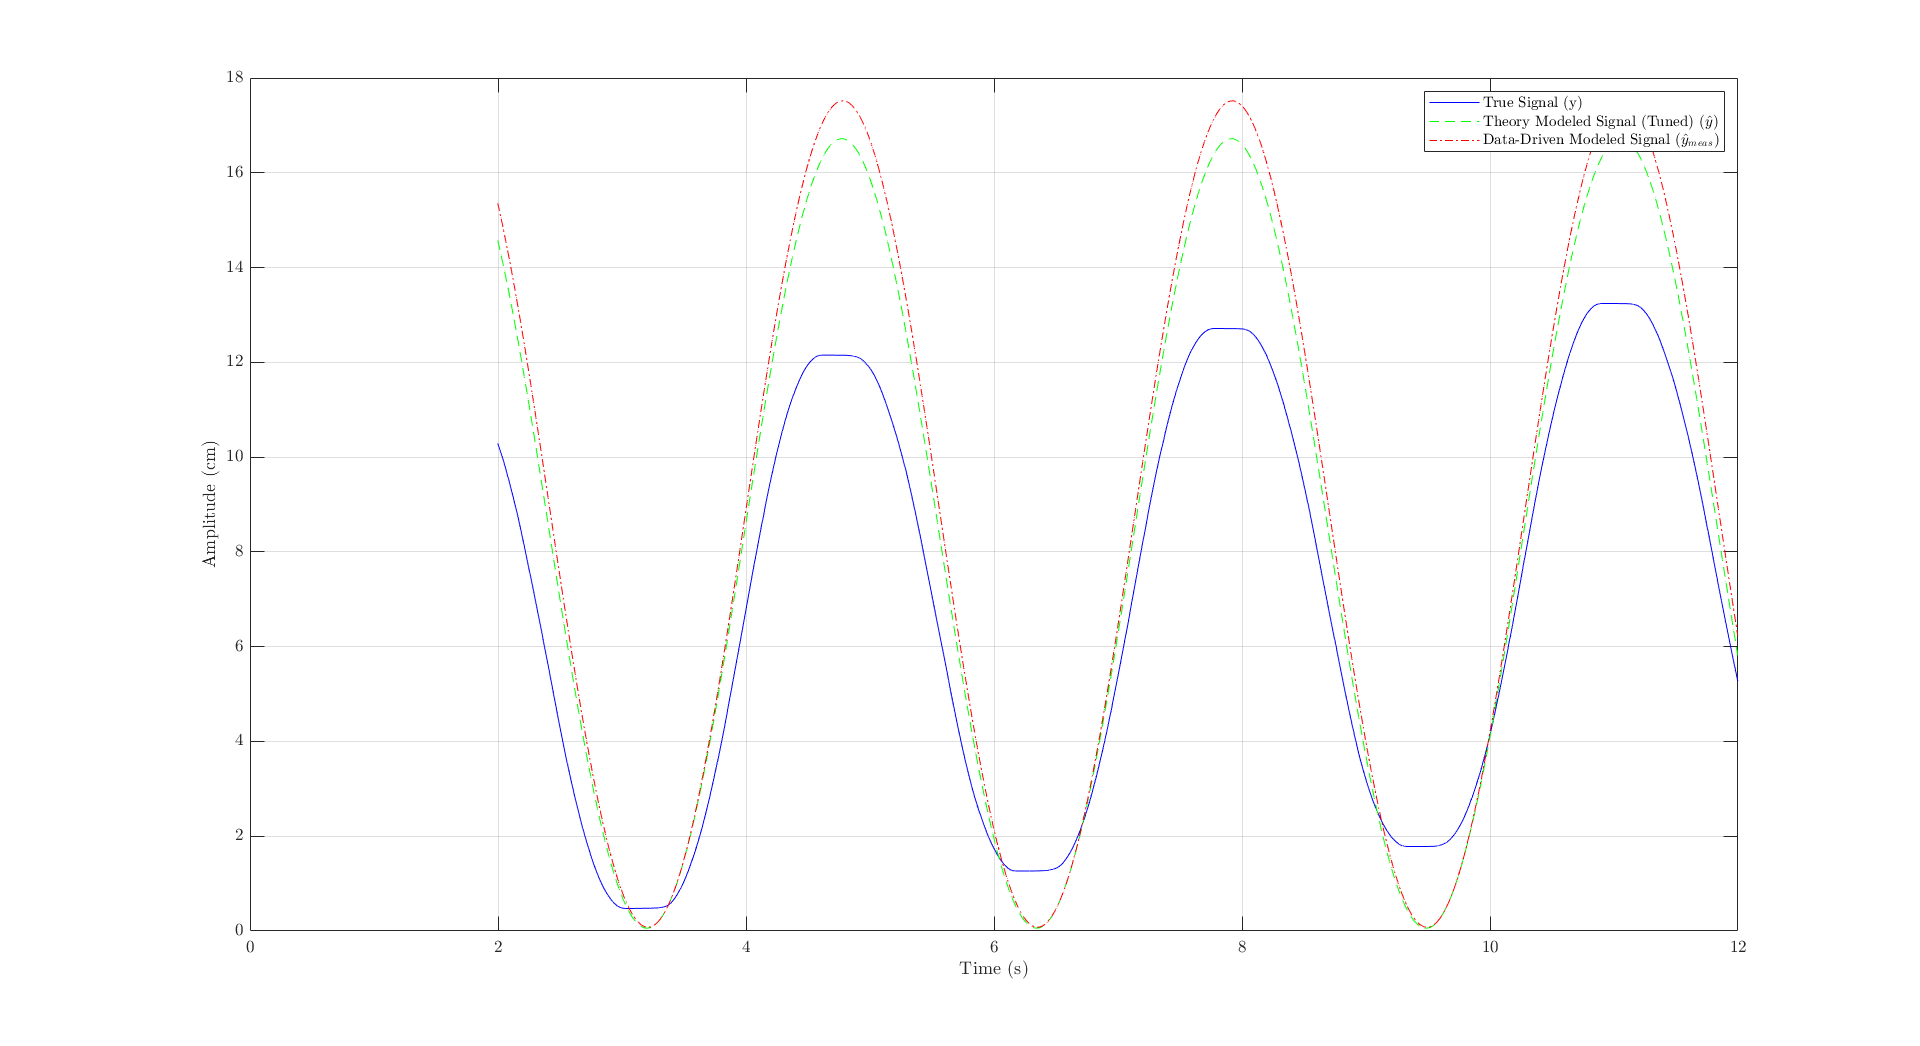 18
16
14
12
10
8
6
4
2
0
Amplitude (cm)
True Signal (y)
Theory Modeled Signal (Tuned) (ŷ)
Data-Driven Modeled Signal (ŷ_meas)
0 2 4 6 8 10 12
Time (s)